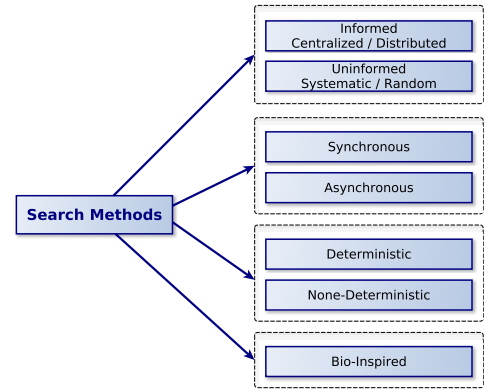 Informed
Centralized / Distributed
Uninformed
Systematic / Random
Synchronous
Asynchronous
Search Methods
Deterministic
None-Deterministic
Bio-Inspired